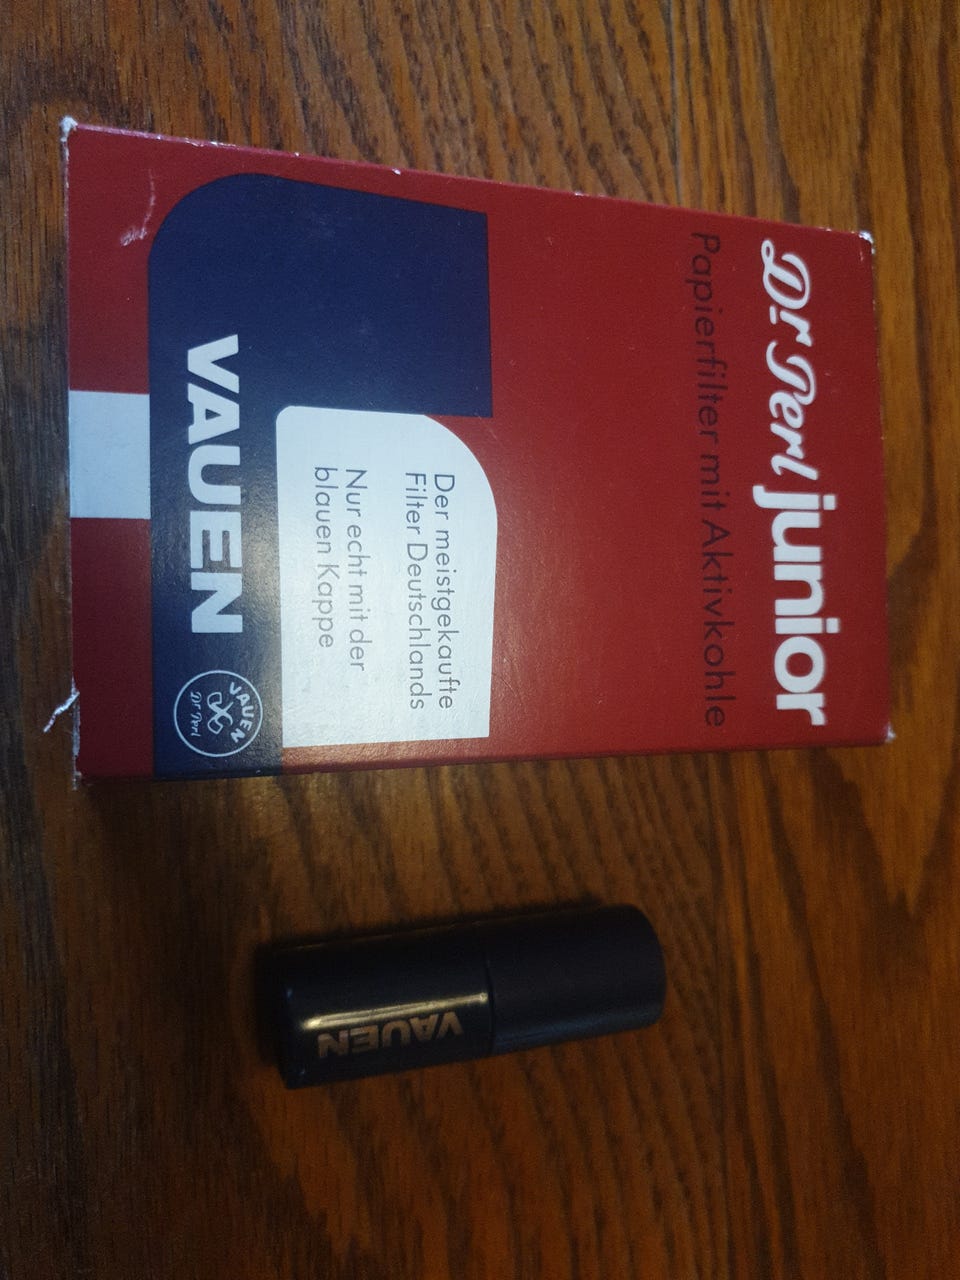 Dr Perl junior
Papierfilter mit Aktivkohle
Der meistgekaufte
Filter Deutschlands
Nur echt mit der
blauen Kappe
VAUEN
VAUEN
Dr Perl
VAUEN